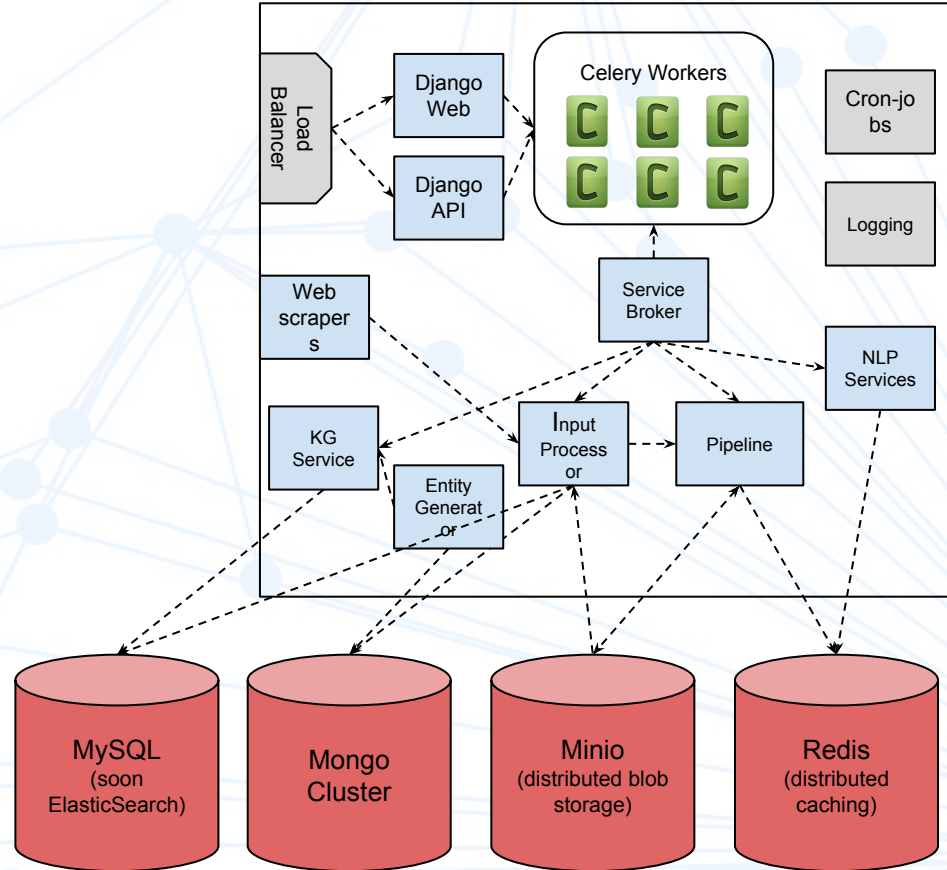 Load
Balancer
Django
Web
Django
API
Celery Workers
C C C
C C C
Cron-jo
bs
Logging
Web
scraper
s
Service
Broker
NLP
Services
KG
Service
Entity
Generat
or
Input
Process
or
Pipeline
MySQL
(soon
ElasticSearch)
Mongo
Cluster
Minio
(distributed blob
storage)
Redis
(distributed
caching)